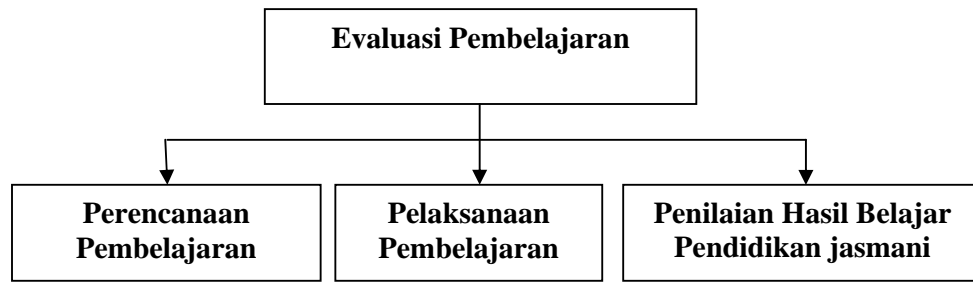 Evaluasi Pembelajaran
Perencanaan
Pembelajaran
Pelaksanaan
Pembelajaran
Penilaian Hasil Belajar
Pendidikan jasmani